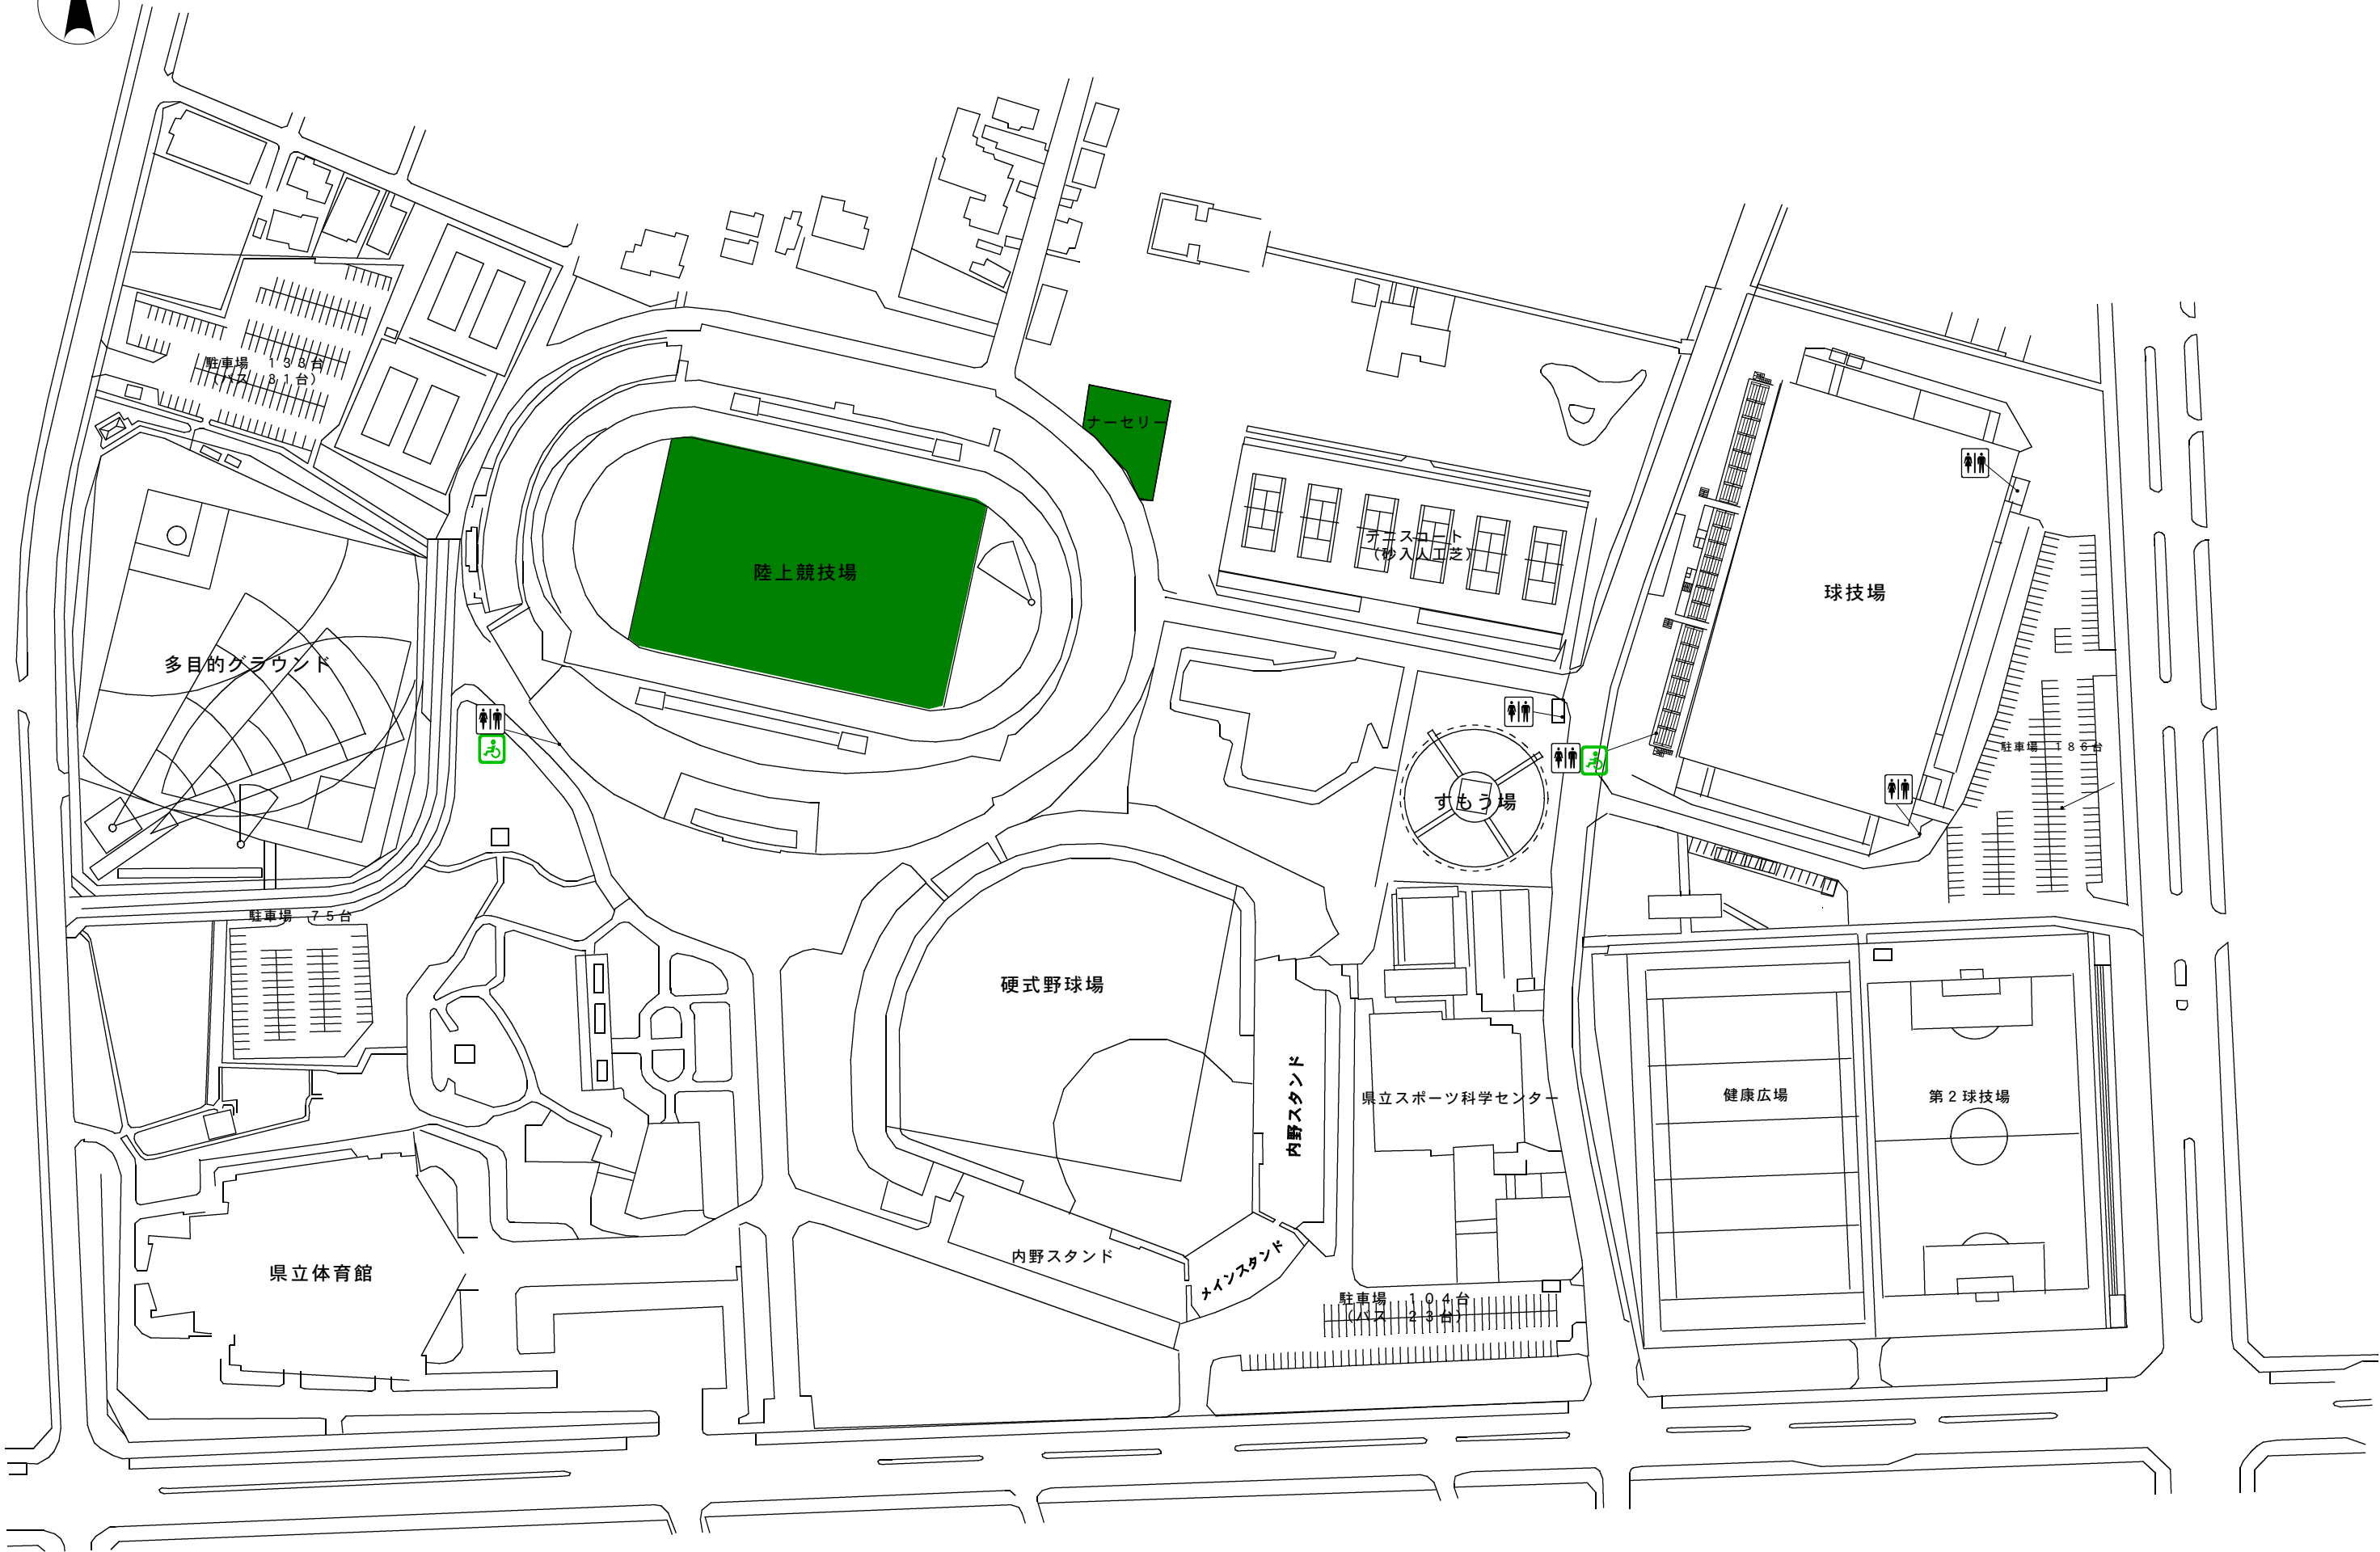 駐車場　１３３台
（バス　３１台）
ナーセリー
陸上競技場
テニスコート
（砂入人工芝）
球技場
多目的グラウンド
駐車場　１８６台
すもう場
駐車場　７５台
硬式野球場
内野スタンド
県立スポーツ科学センター
健康広場
第２球技場
内野スタンド
メインスタンド
県立体育館
駐車場　１０４台
（バス　２３台）